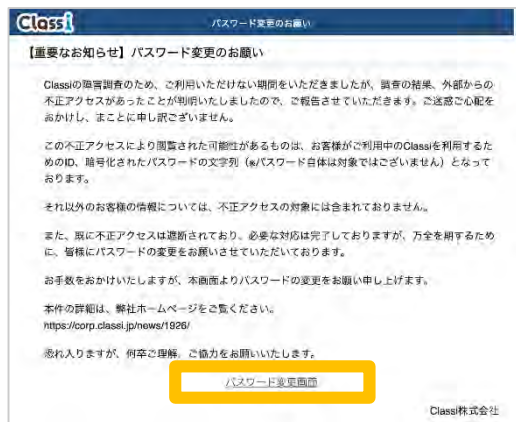 Classi
パスワード変更のお願い
【重要なお知らせ】パスワード変更のお願い
Classiの障害調査のため、ご利用いただけない期間をいただきましたが、調査の結果、外部からの
不正アクセスがあったことが判明いたしましたので、ご報告させていただきます。ご迷惑ご心配を
おかけし、まことに申し訳ございません。
この不正アクセスにより閲覧された可能性があるものは、お客様がご利用中のClassiを利用するた
めのID、暗号化されたパスワードの文字列（※パスワード自体は対象ではございません）となって
おります。
それ以外のお客様の情報については、不正アクセスの対象には含まれておりません。
また、既に不正アクセスは遮断されており、必要な対応は完了しておりますが、万全を期するため
に、皆様にパスワードの変更をお願いさせていただいております。
お手数をおかけいたしますが、本画面よりパスワードの変更をお願い申し上げます。
本件の詳細は、弊社ホームページをご覧ください。
https://corp.classi.jp/news/1926/
恐れ入りますが、何卒ご理解、ご協力をお願いいたします。
パスワード変更画面
Classi株式会社